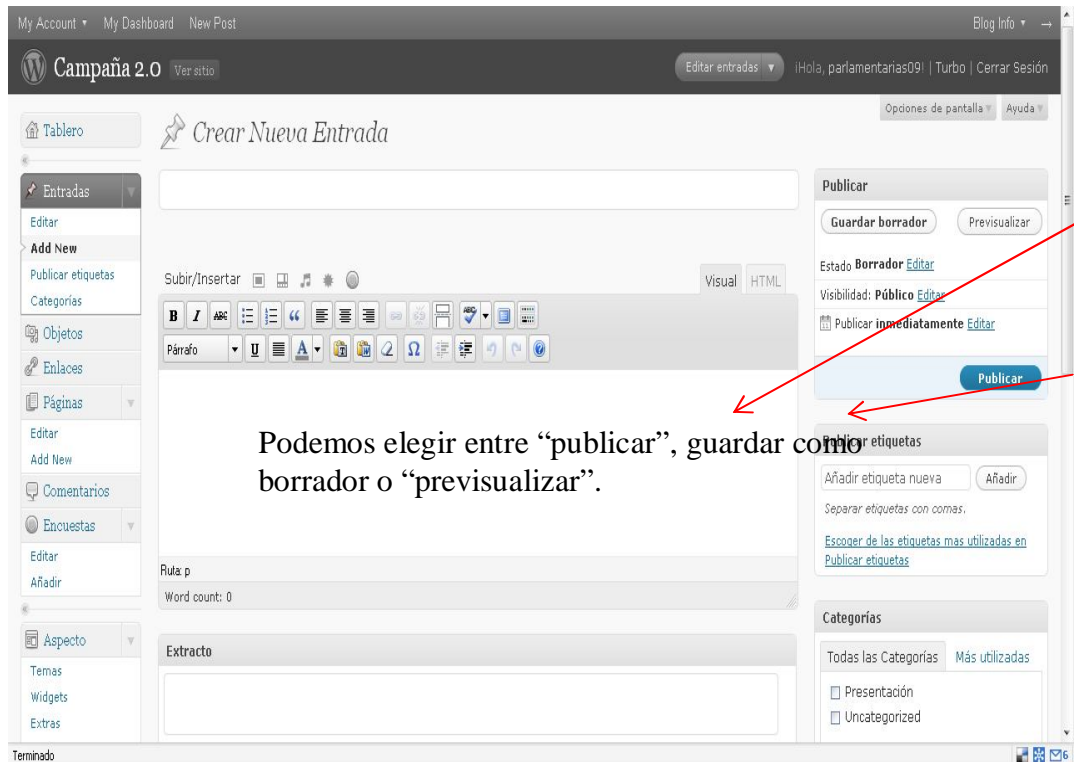 My Account My Dashboard New Post Blog Info →
Campaña 2.0 Ver sitio Editar entradas ¡Hola, parlamentarias09! | Turbo | Cerrar Sesión
Opciones de pantalla Ayuda
Tablero
Crear Nueva Entrada
Entradas
Editar
Add New
Publicar etiquetas
Categorías
Objetos
Enlaces
Páginas
Editar
Add New
Comentarios
Encuestas
Editar
Añadir
Aspecto
Temas
Widgets
Extras
Subir/Insertar
Visual HTML
B I ABC
Párrafo U A Ω
Podemos elegir entre “publicar”, guardar como
borrador o “previsualizar”.
Ruta: p
Word count: 0
Extracto
Publicar
Guardar borrador Previsualizar
Estado Borrador Editar
Visibilidad: Público Editar
Publicar inmediatamente Editar
Publicar
Publicar etiquetas
Añadir etiqueta nueva Añadir
Separar etiquetas con comas.
Escoger de las etiquetas mas utilizadas en
Publicar etiquetas
Categorías
Todas las Categorías Más utilizadas
Presentación
Uncategorized
Terminado 6